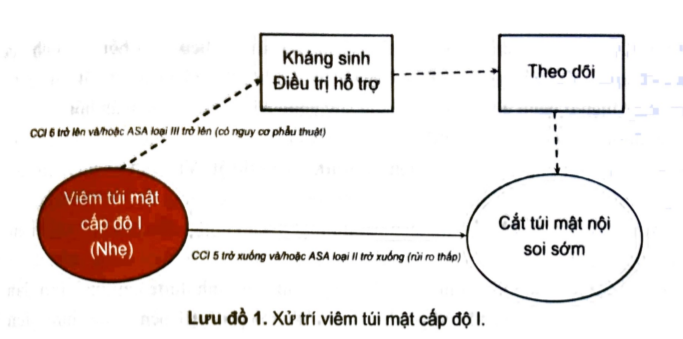 Kháng sinh
Điều trị hỗ trợ
Theo dõi
CCI 6 trở lên và/hoặc ASA loại III trở lên (có nguy cơ phẫu thuật)
Viêm túi mật
cấp độ I
(Nhẹ)
Cắt túi mật nội
soi sớm
CCI 5 trở xuống và/hoặc ASA loại II trở xuống (rủi ro thấp)
Lưu đồ 1. Xử trí viêm túi mật cấp độ I.